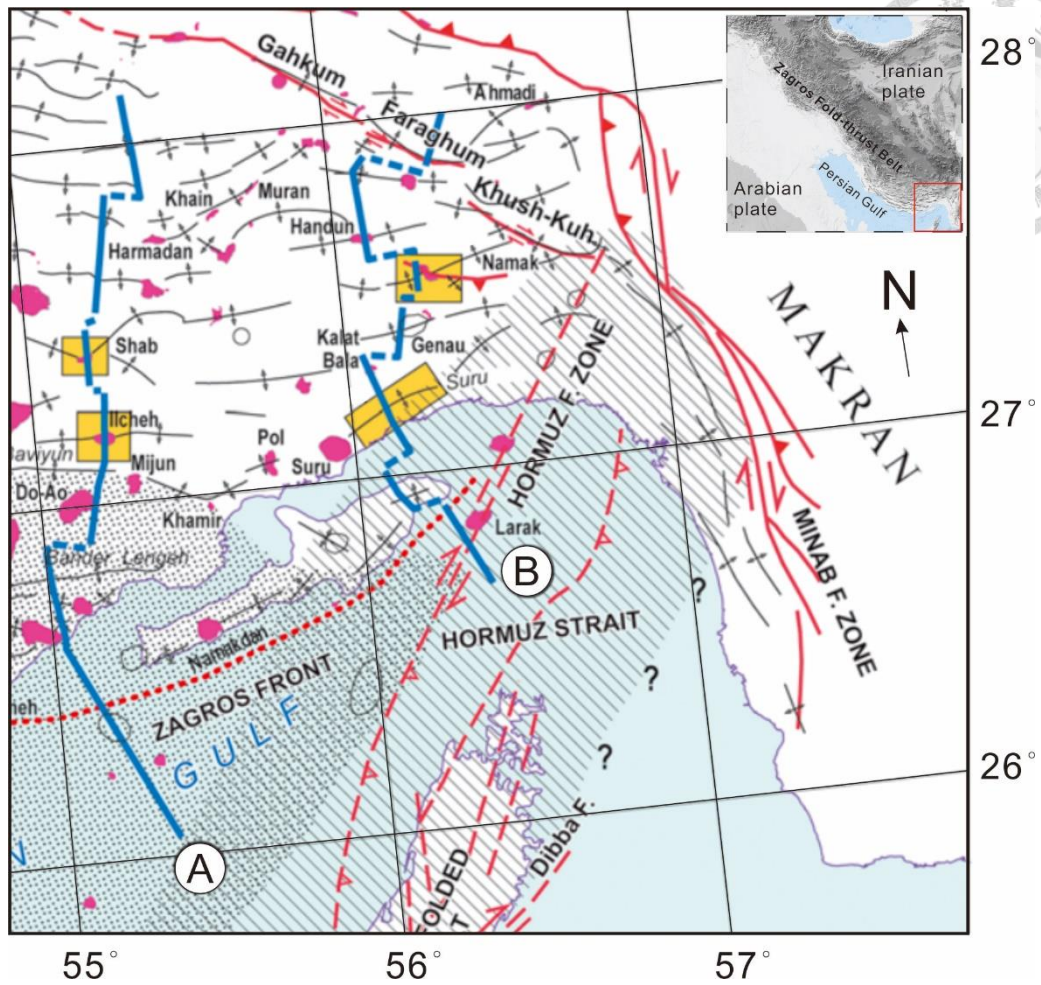 Gahkum
Faraghum
Ahmadi
Khush-Kuh
Khain
Muran
Harmadan
Handun
Namak
Shab
Kalat
Bala
Genau
Suru
Ilcheh
Mijun
Do-Ao
Pol
Suru
Khamir
Bander Lengeh
Namakdan
Larak
HORMUZ F. ZONE
HORMUZ STRAIT
ZAGROS FRONT
GULF
MAKRAN
MINAB F. ZONE
FOLDED
Dibba F.
?
?
?
A
B
N
Zagros Fold-thrust Belt
Iranian
plate
Arabian
plate
Persian Gulf
28°
27°
26°
55°
56°
57°